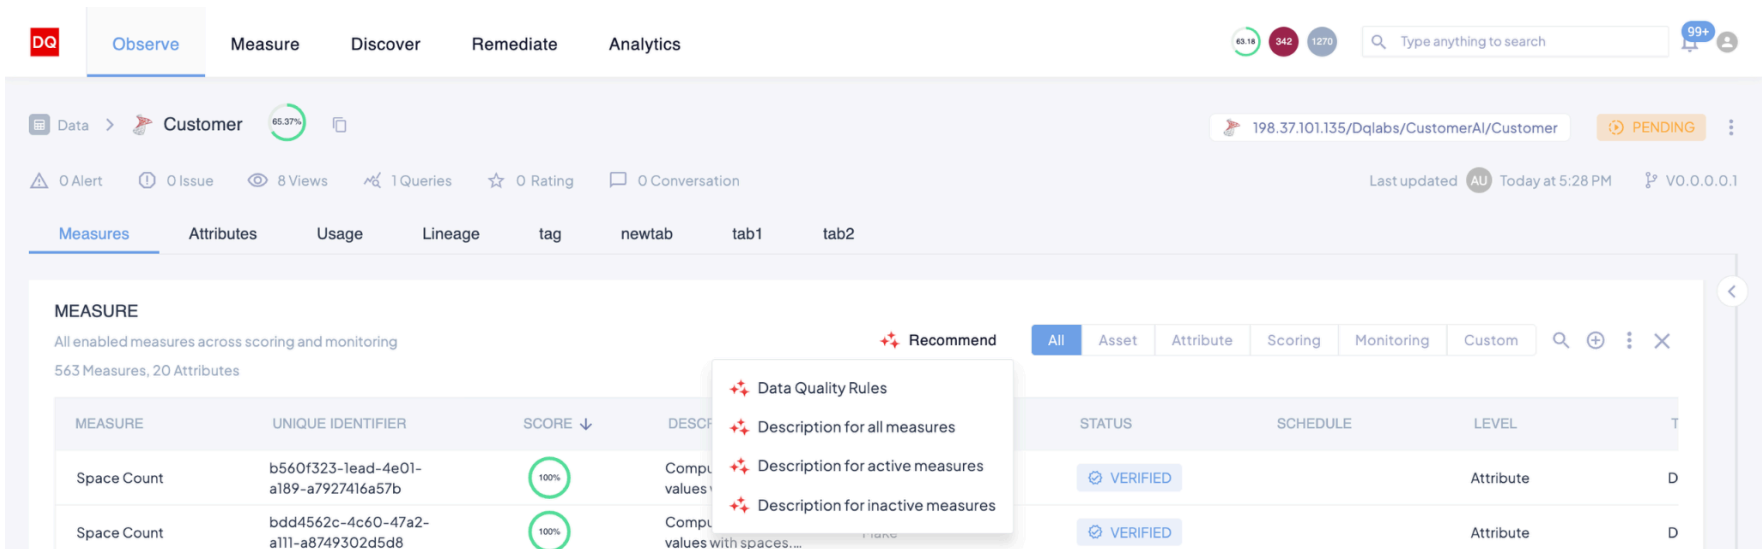 DQ Observe Measure Discover Remediate Analytics 63.18 342 1270 Type anything to search 99+
Data > Customer 65.37% 198.37.101.135/Dqlabs/CustomerAI/Customer PENDING
0 Alert 0 Issue 8 Views 1 Queries 0 Rating 0 Conversation Last updated AU Today at 5:28 PM V0.0.0.0.1
Measures Attributes Usage Lineage tag newtab tab1 tab2
MEASURE
All enabled measures across scoring and monitoring
563 Measures, 20 Attributes
Recommend All Asset Attribute Scoring Monitoring Custom
Data Quality Rules
Description for all measures
Description for active measures
Description for inactive measures
MEASURE UNIQUE IDENTIFIER SCORE DESCR STATUS SCHEDULE LEVEL T
Space Count b560f323-1ead-4e01- 100% Compu VERIFIED Attribute D
a189-a7927416a57b values
Space Count bdd4562c-4c60-47a2- 100% Compu VERIFIED Attribute D
a111-a8749302d5d8 values with spaces....